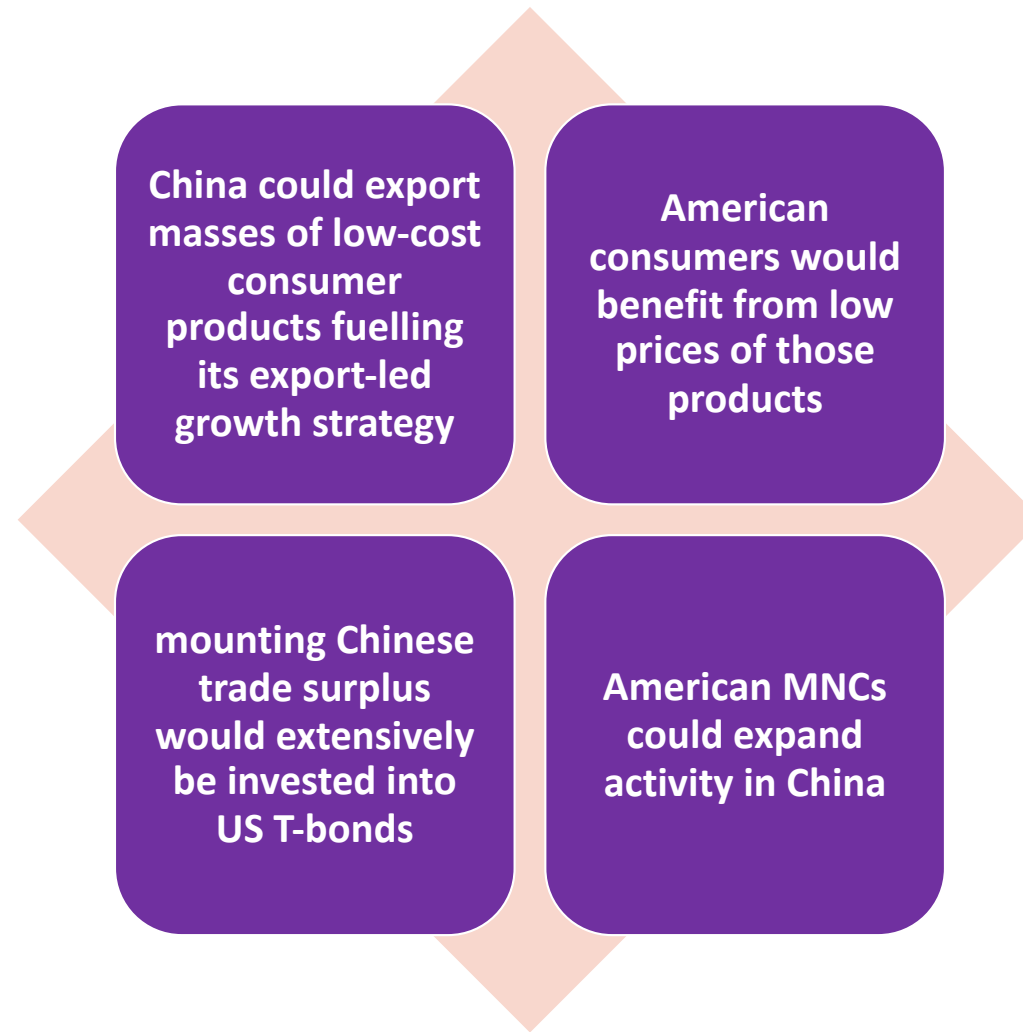 China could export
masses of low-cost
consumer
products fuelling
its export-led
growth strategy
American
consumers would
benefit from low
prices of those
products
mounting Chinese
trade surplus
would extensively
be invested into
US T-bonds
American MNCs
could expand
activity in China